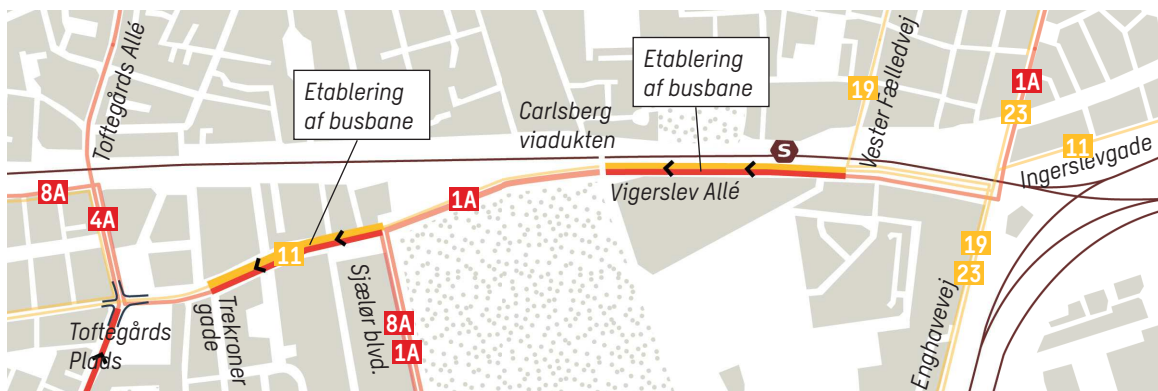 Toftegårds Allé
Etablering
af busbane
Carlsberg
viadukten
Etablering
af busbane
19
Vester Fælledvej
1A
23
11
Ingerslevgade
S
8A
4A
1A
Vigerslev Allé
11
Sjælør blvd.
Trekroner
gade
Toftegårds
Plads
8A
1A
19
23
Enghavevej